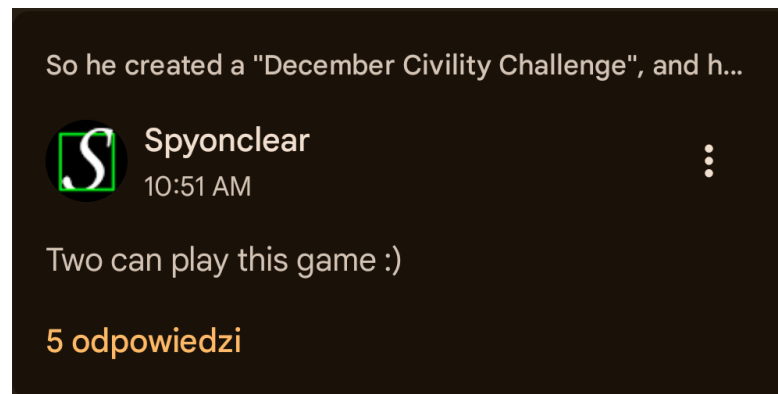 So he created a "December Civility Challenge", and h...
S
Spyonclear
10:51 AM
Two can play this game :)
5 odpowiedzi